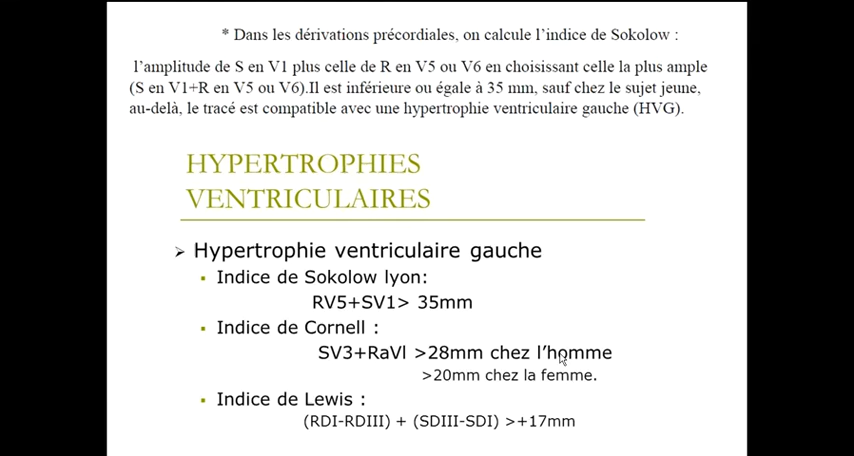 * Dans les dérivations précordiales, on calcule l’indice de Sokolow :
l’amplitude de S en V1 plus celle de R en V5 ou V6 en choisissant celle la plus ample
(S en V1+R en V5 ou V6).Il est inférieure ou égale à 35 mm, sauf chez le sujet jeune,
au-delà, le tracé est compatible avec une hypertrophie ventriculaire gauche (HVG).
HYPERTROPHIES
VENTRICULAIRES
Hypertrophie ventriculaire gauche
Indice de Sokolow lyon:
RV5+SV1> 35mm
Indice de Cornell :
SV3+RaVl >28mm chez l’homme
>20mm chez la femme.
Indice de Lewis :
(RDI-RDIII) + (SDIII-SDI) >+17mm